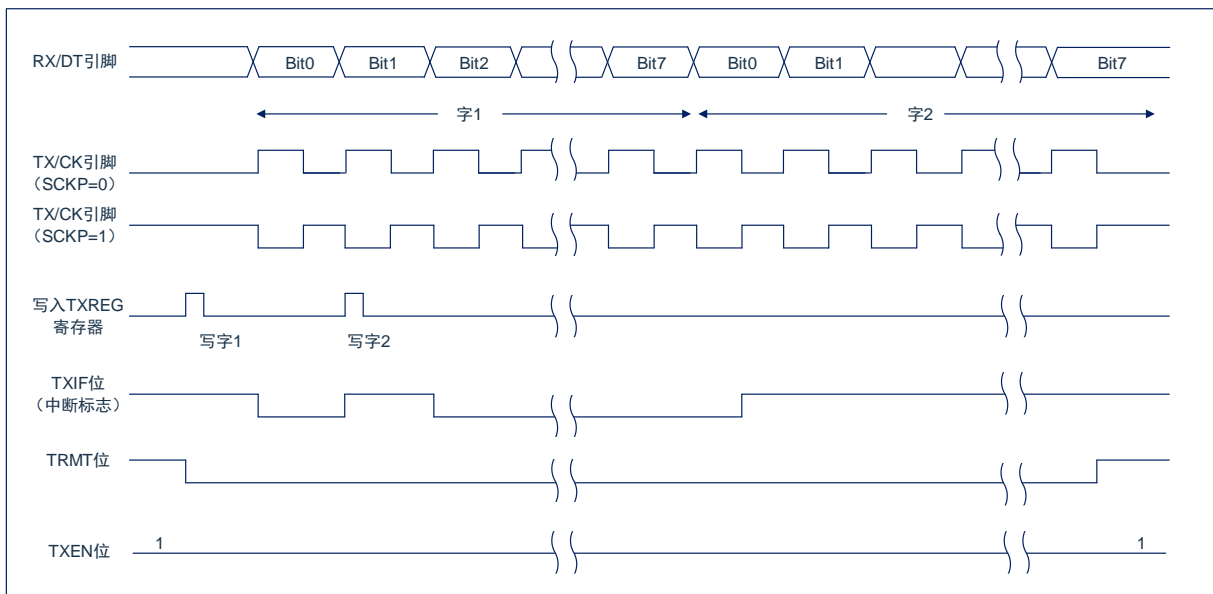 RX/DT引脚
Bit0
Bit1
Bit2
Bit7
Bit0
Bit1
Bit7
字1
字2
TX/CK引脚
（SCKP=0）
TX/CK引脚
（SCKP=1）
写入TXREG
寄存器
写字1
写字2
TXIF位
（中断标志）
TRMT位
TXEN位
1
1